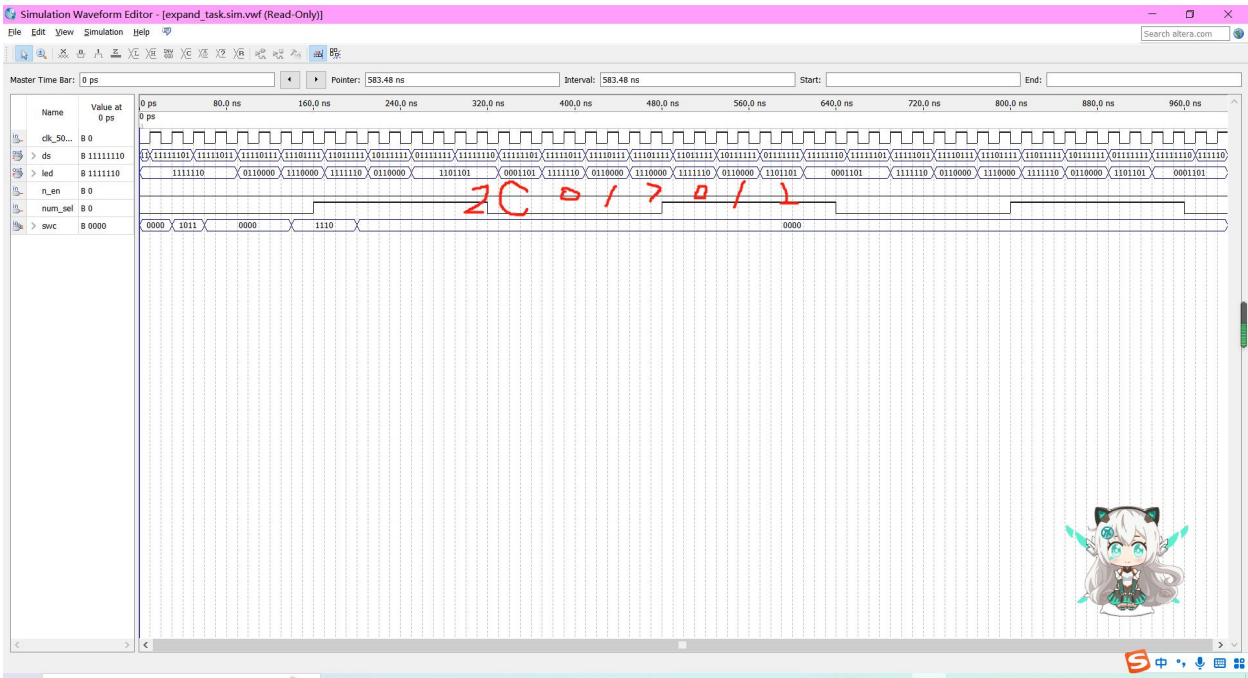 Simulation Waveform Editor - [expand_task.sim.vwf (Read-Only)]
File Edit View Simulation Help
Search altera.com
Master Time Bar: 0 ps Pointer: 583.48 ns Interval: 583.48 ns Start: End:
Name Value at 0 ps
0 ps 80.0 ns 160.0 ns 240.0 ns 320.0 ns 400.0 ns 480.0 ns 560.0 ns 640.0 ns 720.0 ns 800.0 ns 880.0 ns 960.0 ns
0 ps
clk_50... B 0
ds B 11111110 11111101 11111011 11110111 11101111 11011111 10111111 01111111 11111110 11111101 11111011 11110111 11101111 11011111 10111111 01111111 11111110 11111101 11111011 11110111 11101111 11011111 10111111 01111111 11111110 111110
led B 1111110 1111110 0110000 1110000 1111110 0110000 1101101 0001101 1111110 0110000 1110000 1111110 0110000 1101101 0001101 1111110 0110000 1110000 1111110 0110000 1101101 0001101
n_en B 0
2 C 0 1 7 0 1 1
num_sel B 0
swc B 0000 0000 1011 0000 1110 0000
中